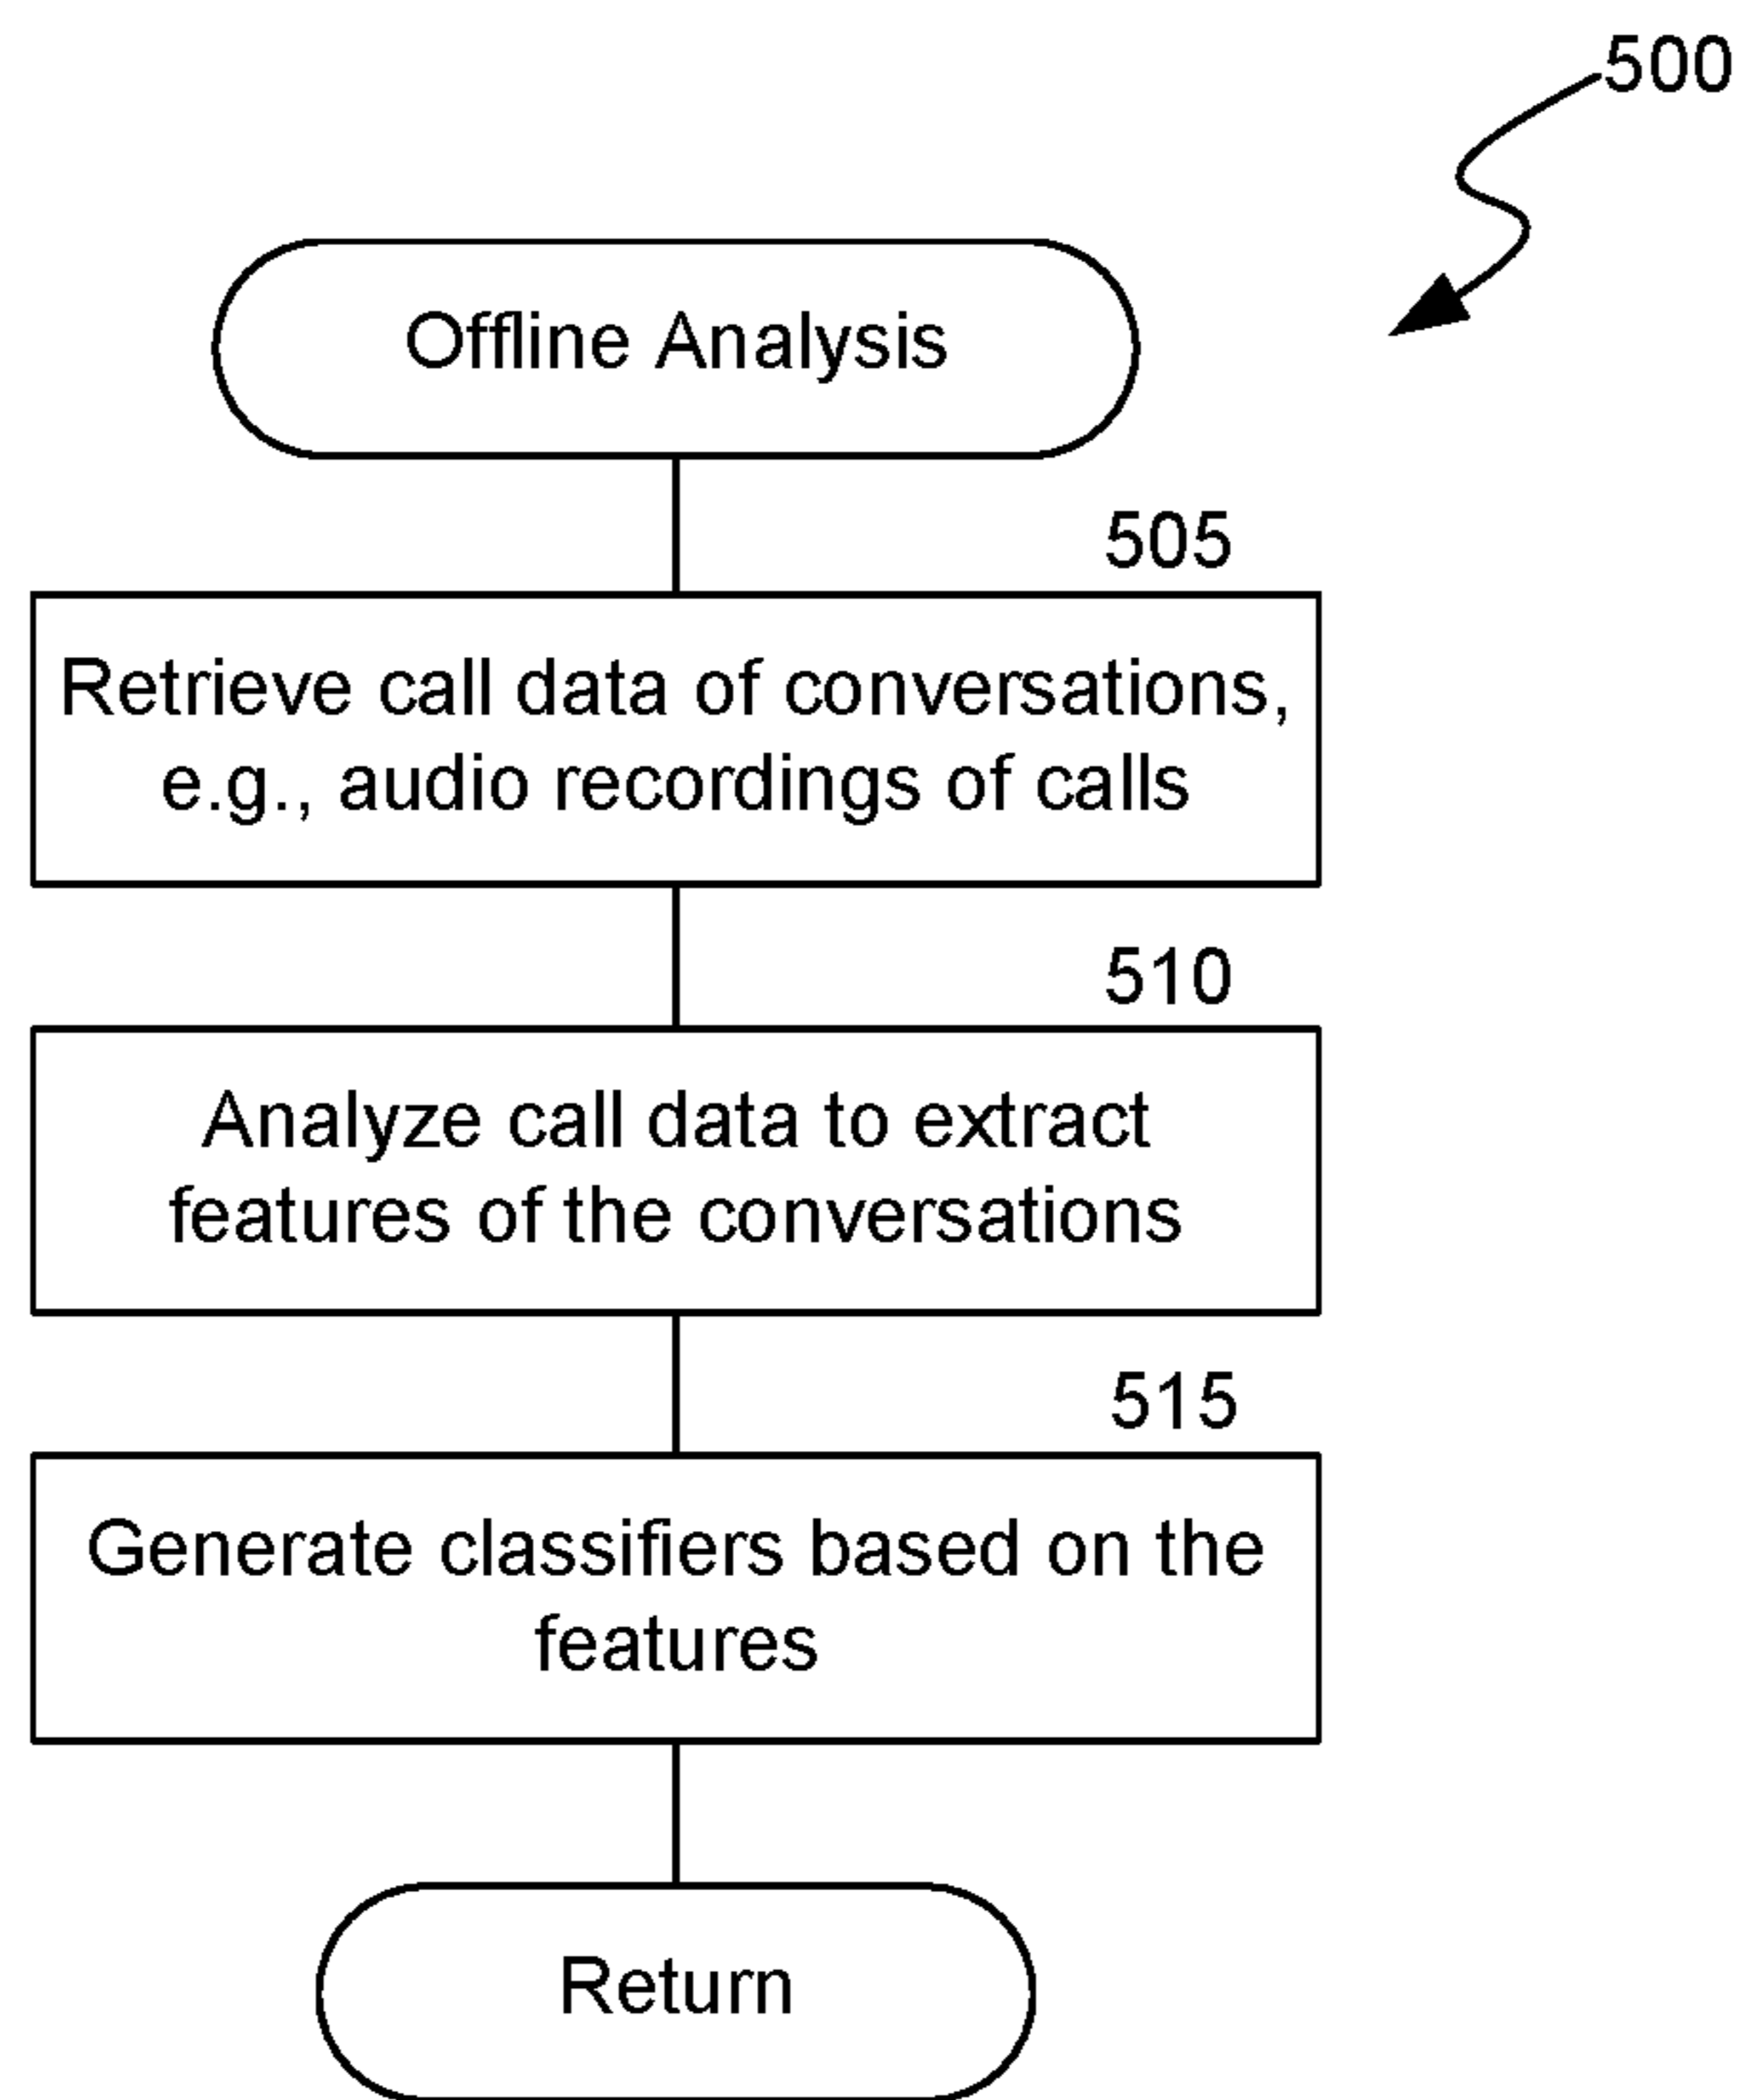 500
Offline Analysis
505
Retrieve call data of conversations,
e.g., audio recordings of calls
510
Analyze call data to extract
features of the conversations
515
Generate classifiers based on the
features
Return